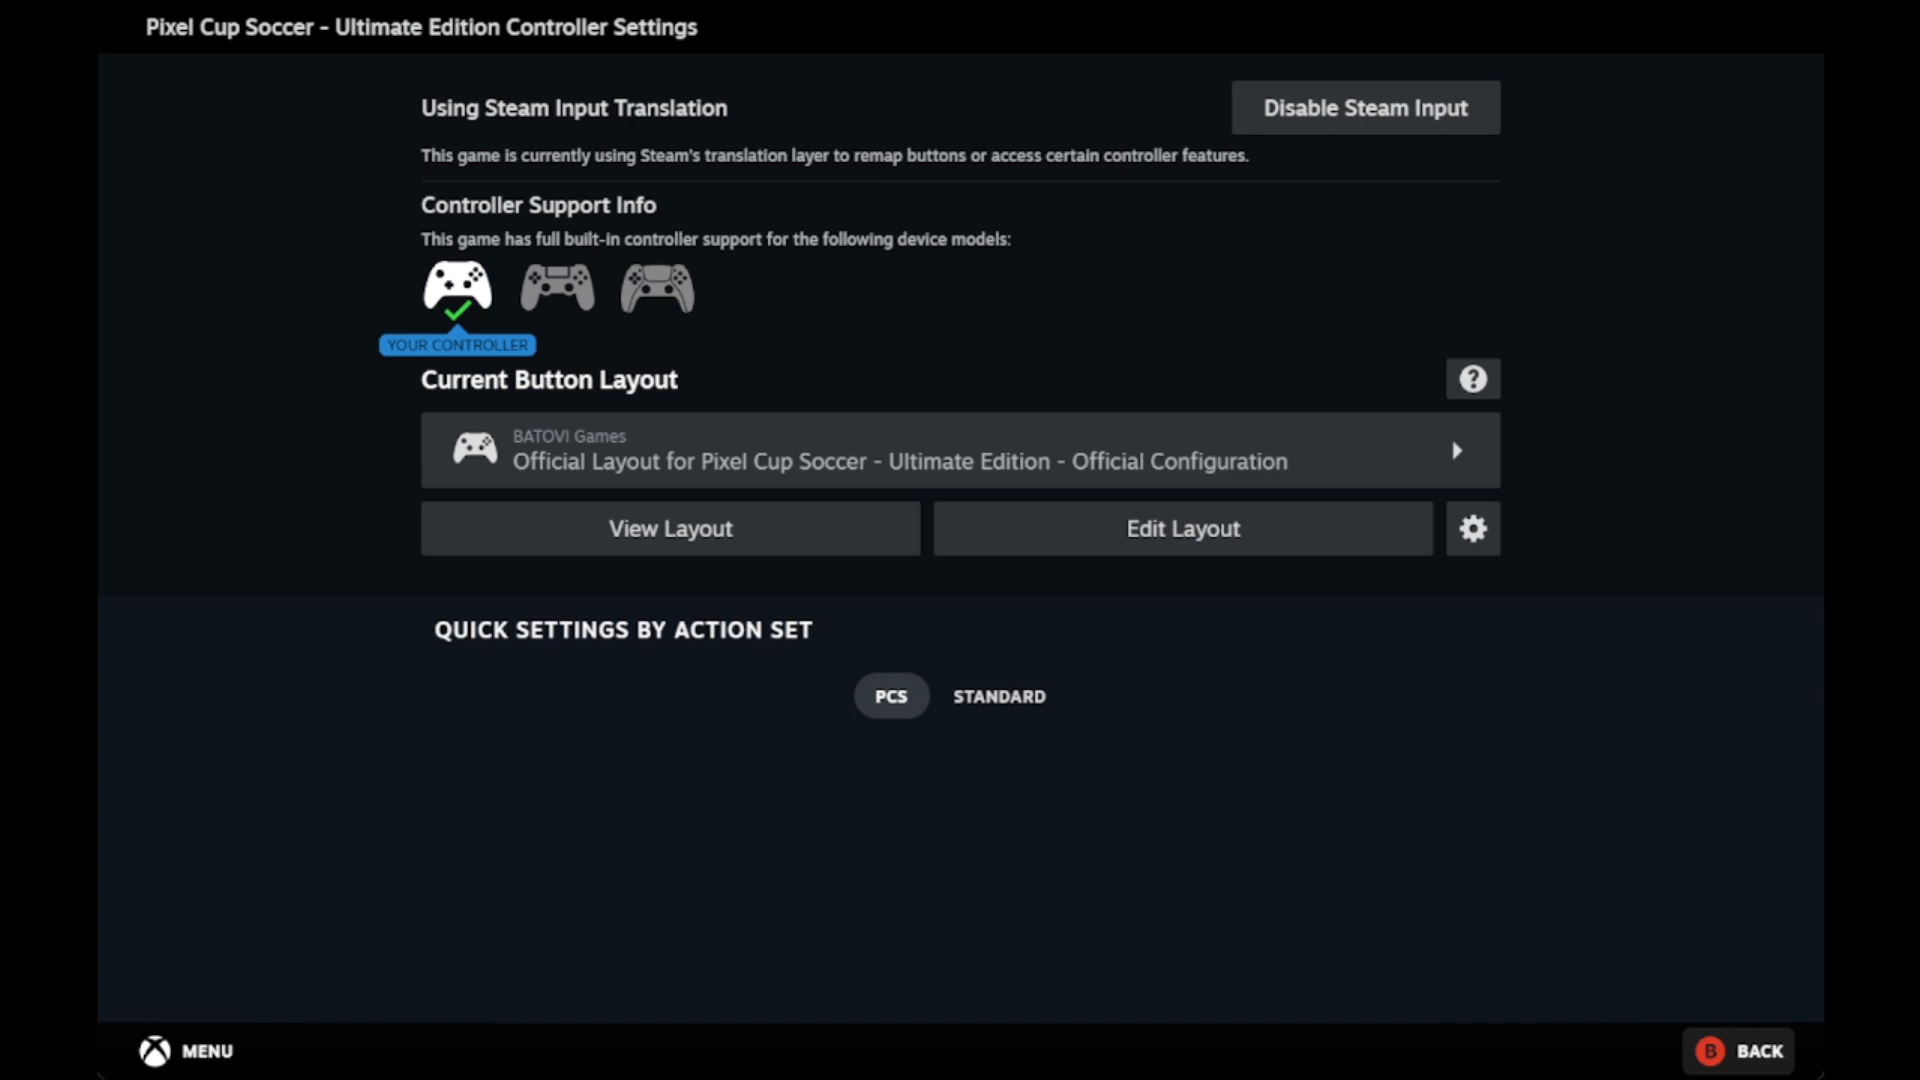 Pixel Cup Soccer - Ultimate Edition Controller Settings
Using Steam Input Translation
Disable Steam Input
This game is currently using Steam's translation layer to remap buttons or access certain controller features.
Controller Support Info
This game has full built-in controller support for the following device models:
YOUR CONTROLLER
Current Button Layout
?
BATOVI Games
Official Layout for Pixel Cup Soccer - Ultimate Edition - Official Configuration
View Layout
Edit Layout
QUICK SETTINGS BY ACTION SET
PCS
STANDARD
MENU
B BACK